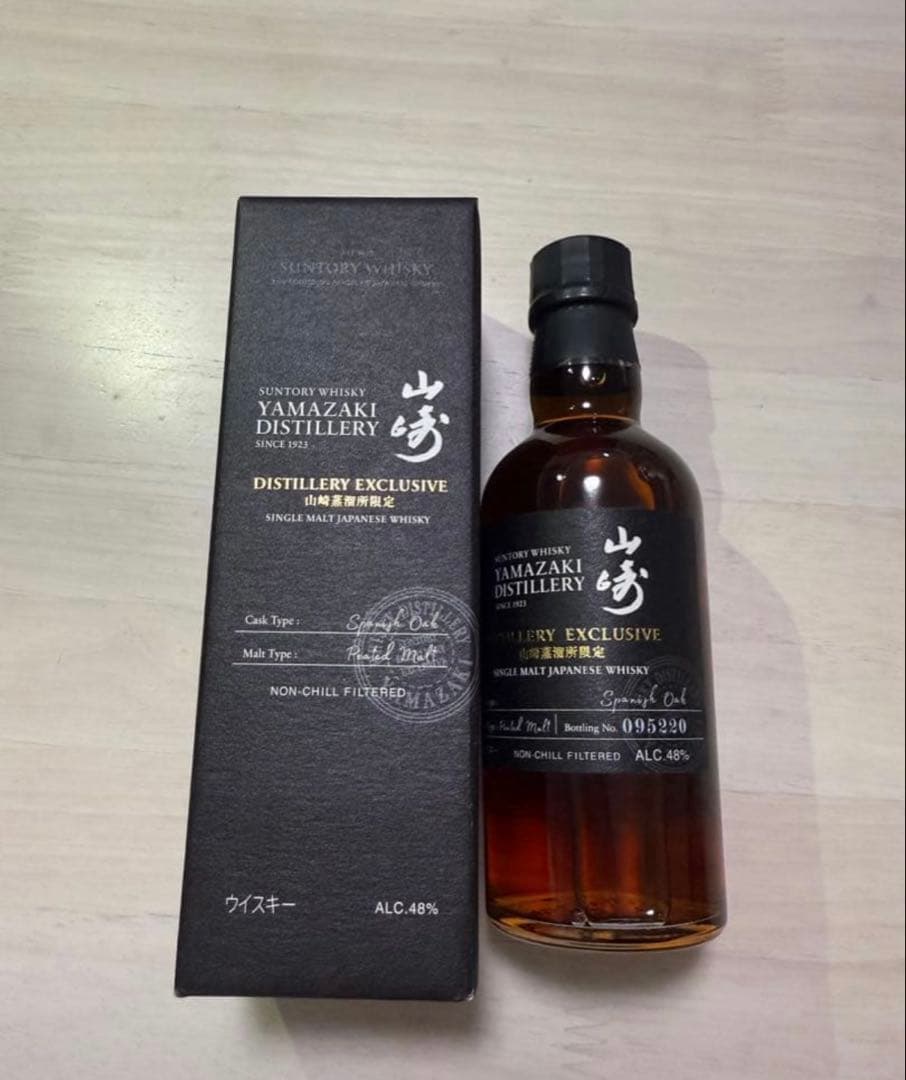 SUNTORY WHISKY
SUNTORY WHISKY
YAMAZAKI
DISTILLERY
SINCE 1923
山崎
DISTILLERY EXCLUSIVE
山崎蒸溜所限定
SINGLE MALT JAPANESE WHISKY
Cask Type : Spanish Oak
Malt Type : Peated Malt
NON-CHILL FILTERED
DISTILLERY
YAMAZAKI
ウイスキー ALC.48%
SUNTORY WHISKY
YAMAZAKI
DISTILLERY
SINCE 1923
山崎
TILLERY EXCLUSIVE
山崎蒸溜所限定
SINGLE MALT JAPANESE WHISKY
Spanish Oak
Peated Malt Bottling No. 095220
NON-CHILL FILTERED ALC.48%